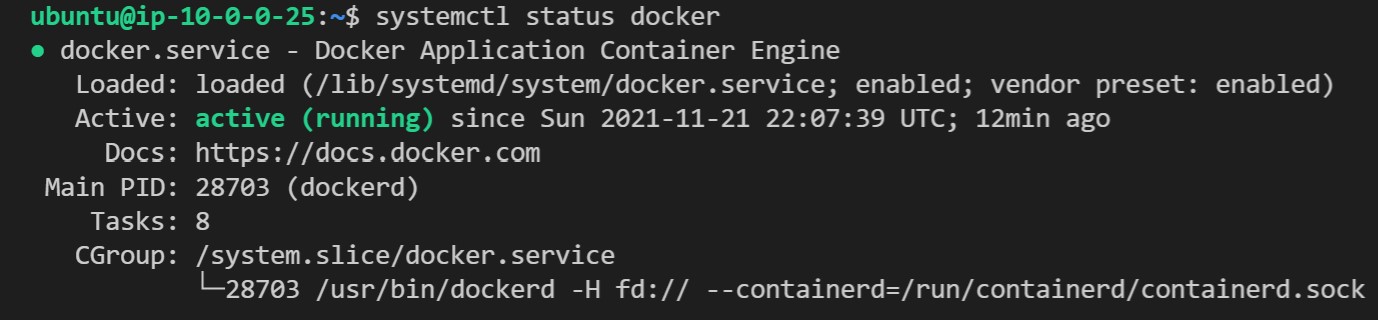 ubuntu@ip-10-0-0-25:~$ systemctl status docker
● docker.service - Docker Application Container Engine
   Loaded: loaded (/lib/systemd/system/docker.service; enabled; vendor preset: enabled)
   Active: active (running) since Sun 2021-11-21 22:07:39 UTC; 12min ago
     Docs: https://docs.docker.com
 Main PID: 28703 (dockerd)
    Tasks: 8
   CGroup: /system.slice/docker.service
           └─28703 /usr/bin/dockerd -H fd:// --containerd=/run/containerd/containerd.sock